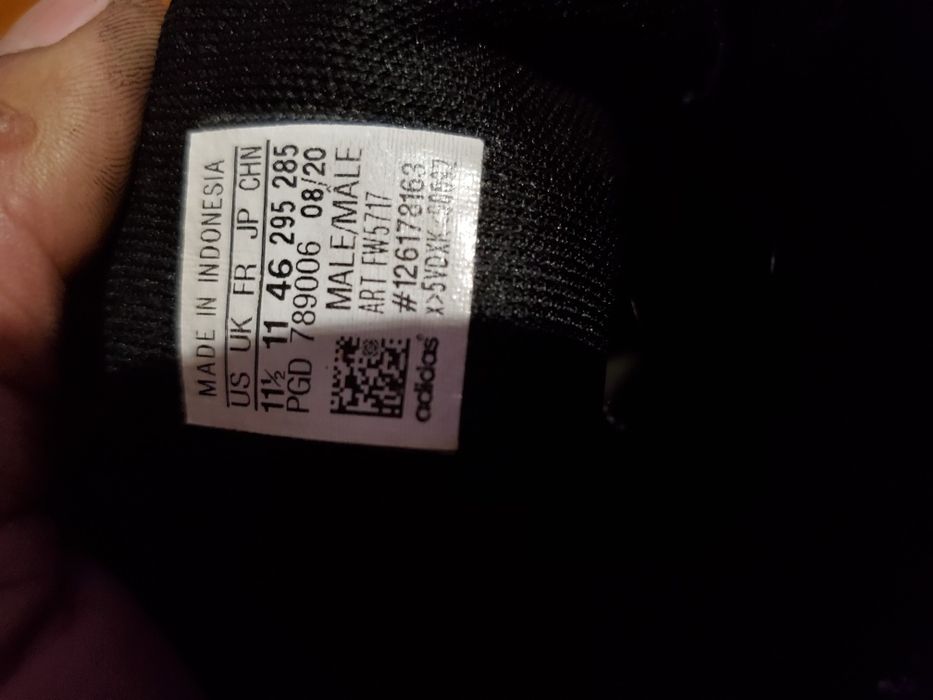 MADE IN INDONESIA
US UK FR JP CHN
11½ 11 46 295 285
PGD 789006 08/20
MALE/MÂLE
ART FW5717
#126178163
adidas